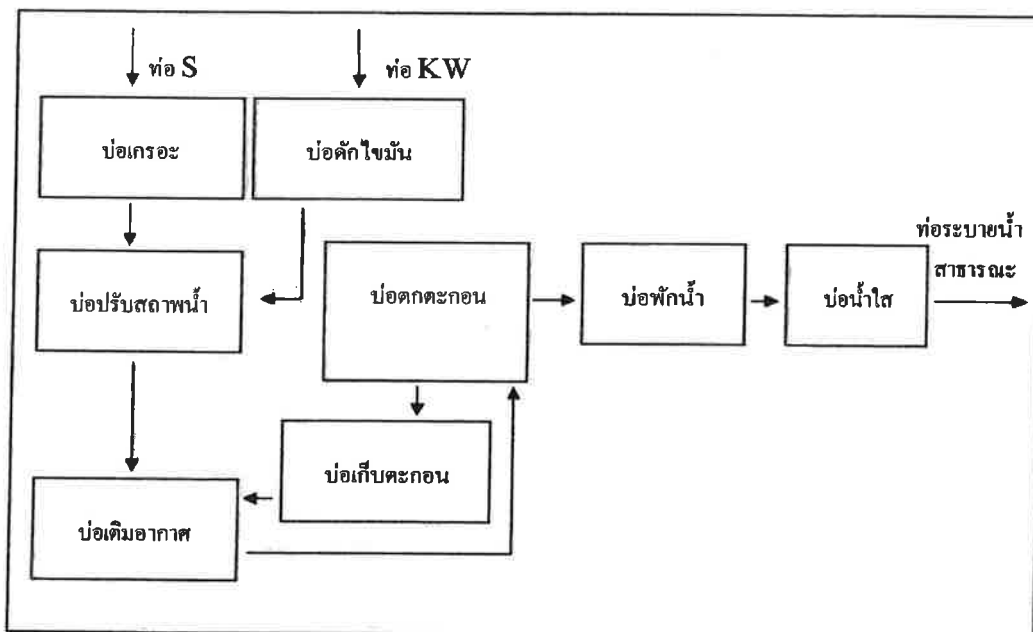 ท่อ S
ท่อ KW
บ่อเกรอะ
บ่อดักไขมัน
บ่อปรับสถาพน้ำ
บ่อตกตะกอน
บ่อพักน้ำ
บ่อน้ำใส
ท่อระบายน้ำ
สาธารณะ
บ่อเก็บตะกอน
บ่อเติมอากาศ